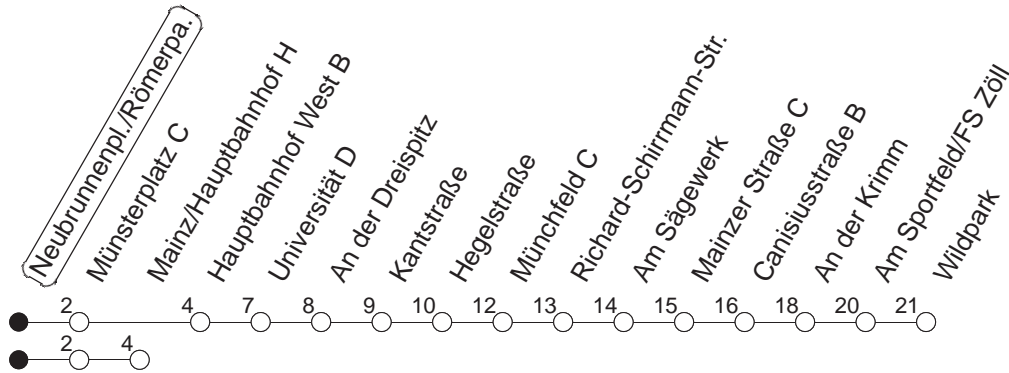 Neubrunnenpl./Römerpa.
Münsterplatz C
Mainz/Hauptbahnhof H
Hauptbahnhof West B
Universität D
An der Dreispitz
Kantstraße
Hegelstraße
Münchfeld C
Richard-Schirrmann-Str.
Am Sägewerk
Mainzer Straße C
Canisiusstraße B
An der Krimm
Am Sportfeld/FS Zöll
Wildpark
2 4 7 8 9 10 12 13 14 15 16 18 20 21
2 4